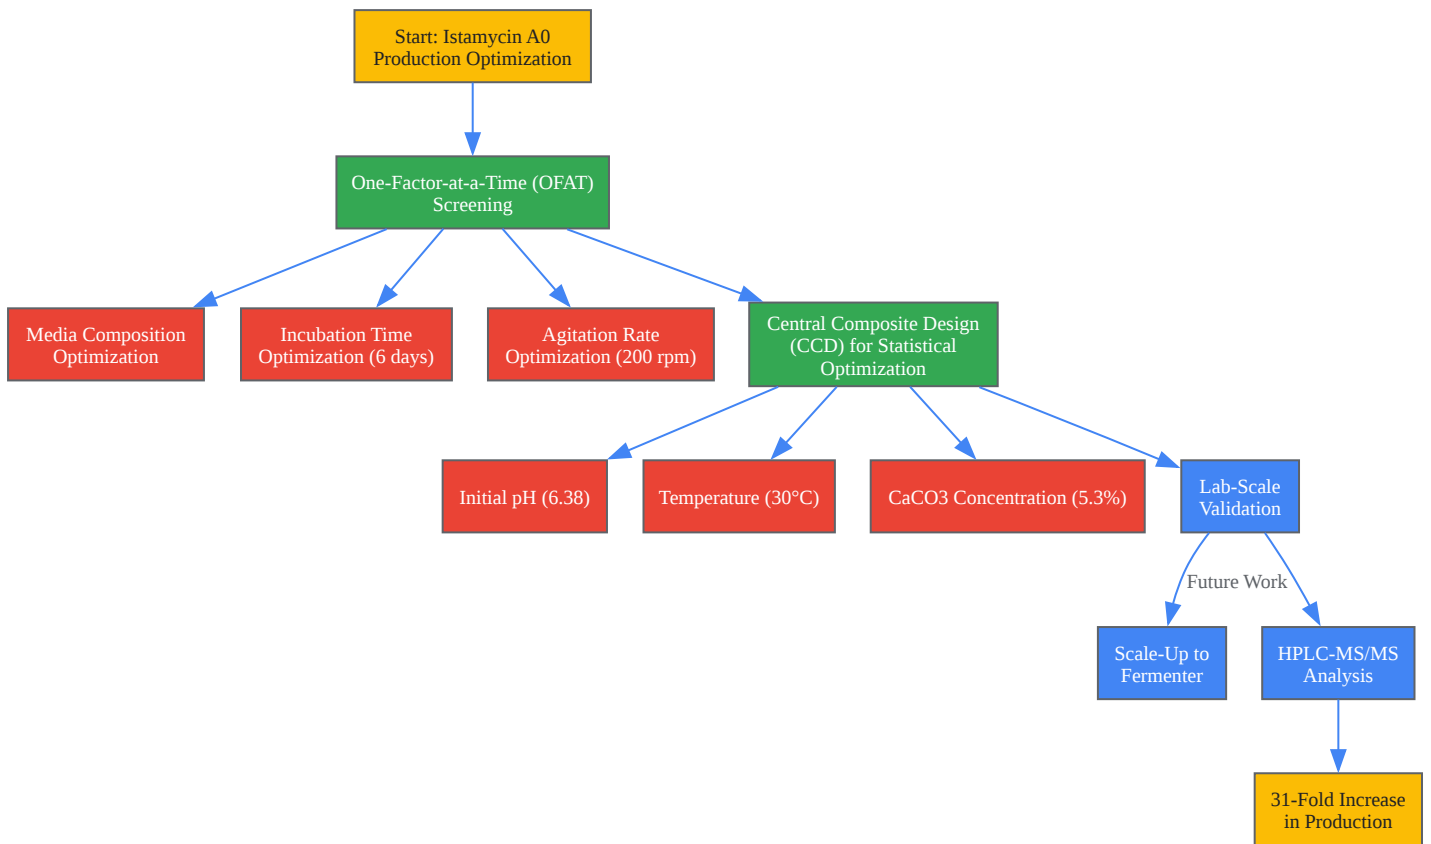 Start: Istamycin A0
Production Optimization
One-Factor-at-a-Time (OFAT)
Screening
Media Composition
Optimization
Incubation Time
Optimization (6 days)
Agitation Rate
Optimization (200 rpm)
Central Composite Design
(CCD) for Statistical
Optimization
Initial pH (6.38)
Temperature (30°C)
CaCO3 Concentration (5.3%)
Lab-Scale
Validation
Future Work
Scale-Up to
Fermenter
HPLC-MS/MS
Analysis
31-Fold Increase
in Production